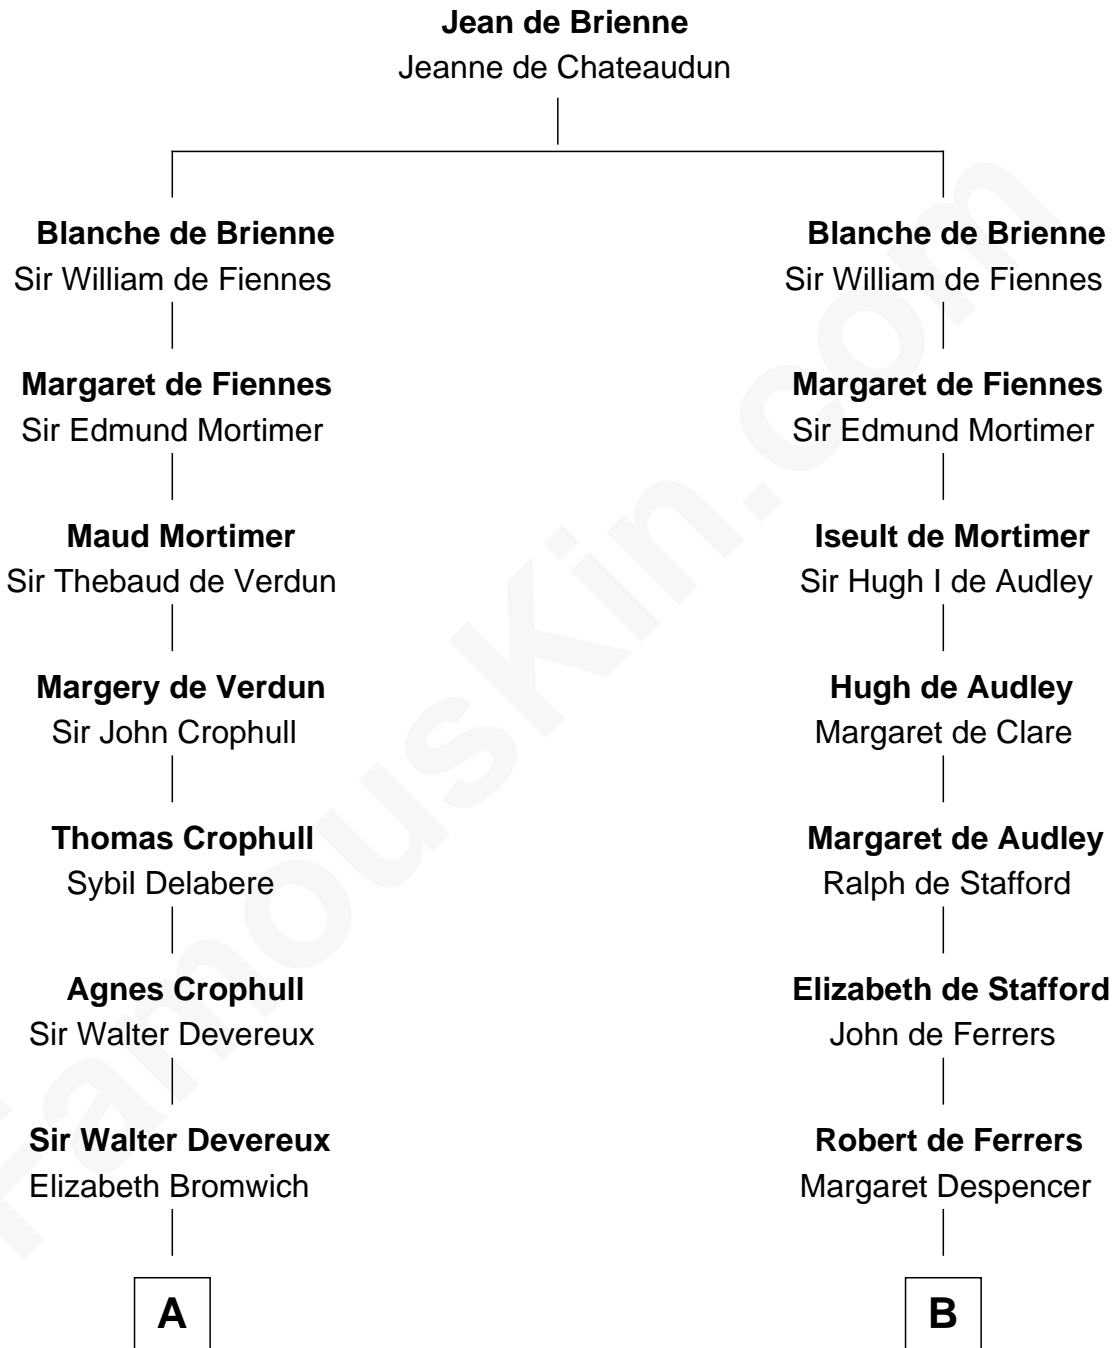 Jean de Brienne
Jeanne de Chateaudun
Blanche de Brienne
Sir William de Fiennes
Margaret de Fiennes
Sir Edmund Mortimer
Maud Mortimer
Sir Thebaud de Verdun
Margery de Verdun
Sir John Crophull
Thomas Crophull
Sybil Delabere
Agnes Crophull
Sir Walter Devereux
Sir Walter Devereux
Elizabeth Bromwich
A
Blanche de Brienne
Sir William de Fiennes
Margaret de Fiennes
Sir Edmund Mortimer
Iseult de Mortimer
Sir Hugh I de Audley
Hugh de Audley
Margaret de Clare
Margaret de Audley
Ralph de Stafford
Elizabeth de Stafford
John de Ferrers
Robert de Ferrers
Margaret Despencer
B
FamousKin.com